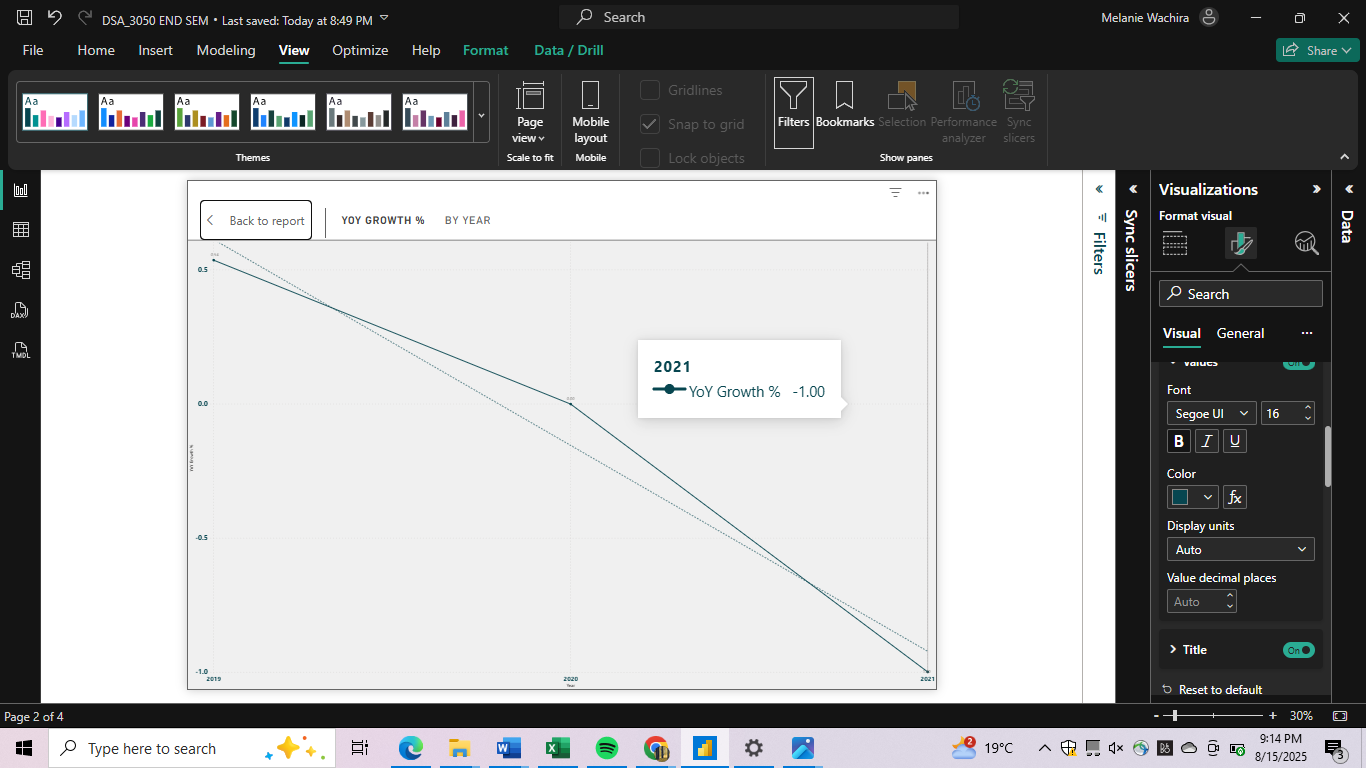 DSA_3050 END SEM • Last saved: Today at 8:49 PM
Search
Melanie Wachira
File Home Insert Modeling View Optimize Help Format Data / Drill
Share
Aa Aa Aa Aa Aa Aa
Page view
Mobile layout
Gridlines
Snap to grid
Lock objects
Filters
Bookmarks
Selection
Performance analyzer
Sync slicers
Themes
Scale to fit
Mobile
Show panes
DAX
TMDL
Back to report
YOY GROWTH %
BY YEAR
0.5
0.0
-0.5
-1.0
YoY Growth %
2019
2020
2021
Year
2021
YoY Growth % -1.00
Filters
Sync slicers
Visualizations
Format visual
Search
Visual General
Values
On
Font
Segoe UI
16
B I U
Color
fx
Display units
Auto
Value decimal places
Auto
Title
On
Reset to default
Data
Page 2 of 4
- + 30%
Type here to search
2
19°C
9:14 PM
8/15/2025
3